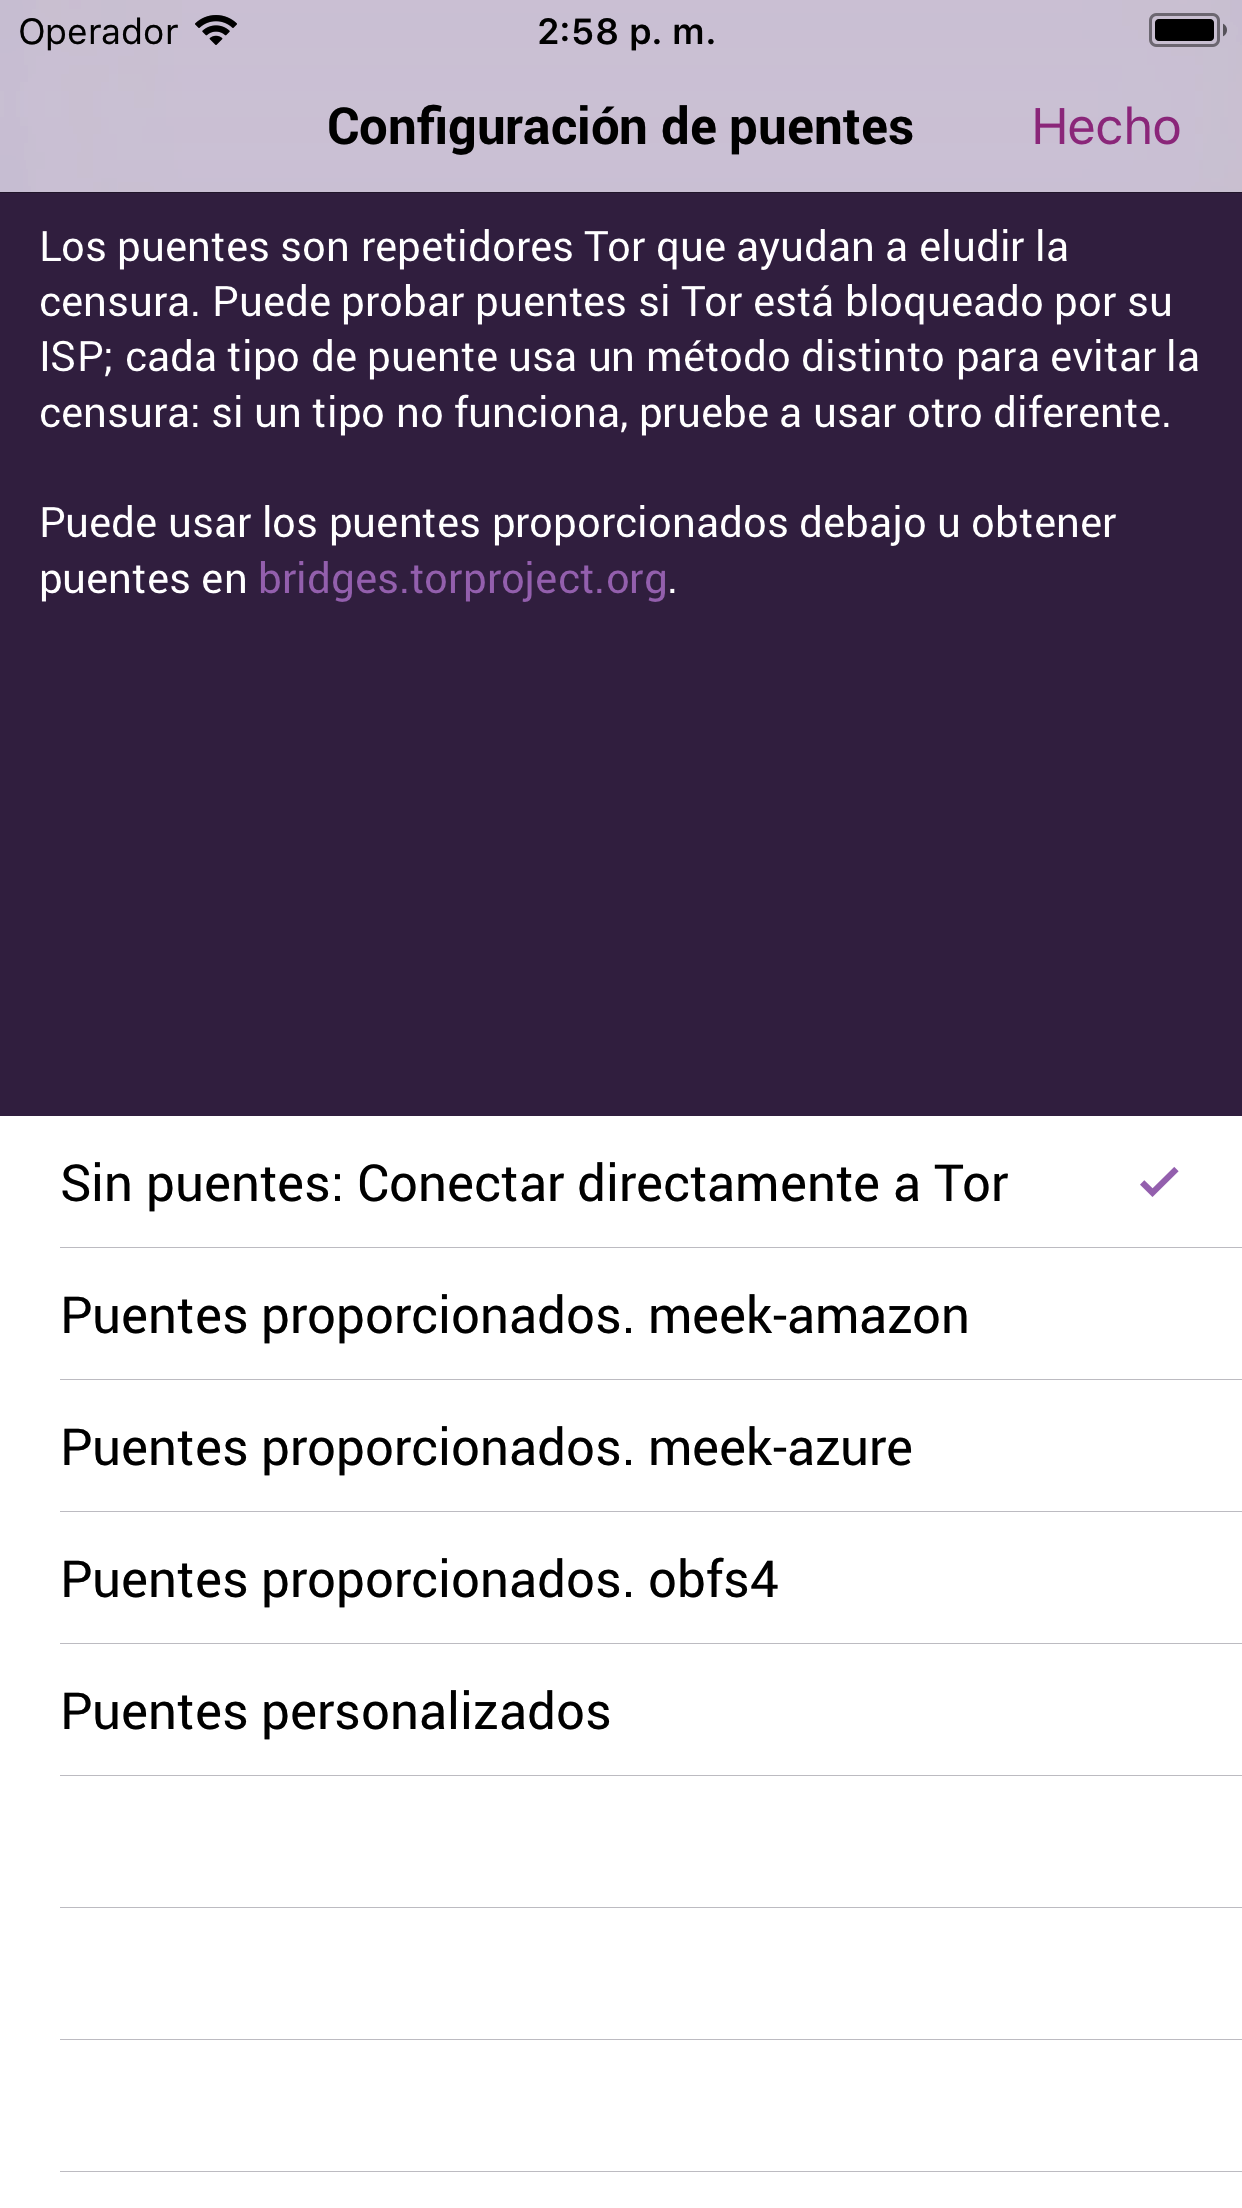 Operador
2:58 p. m.
Configuración de puentes
Hecho
Los puentes son repetidores Tor que ayudan a eludir la
censura. Puede probar puentes si Tor está bloqueado por su
ISP; cada tipo de puente usa un método distinto para evitar la
censura: si un tipo no funciona, pruebe a usar otro diferente.
Puede usar los puentes proporcionados debajo u obtener
puentes en bridges.torproject.org.
Sin puentes: Conectar directamente a Tor
Puentes proporcionados. meek-amazon
Puentes proporcionados. meek-azure
Puentes proporcionados. obfs4
Puentes personalizados